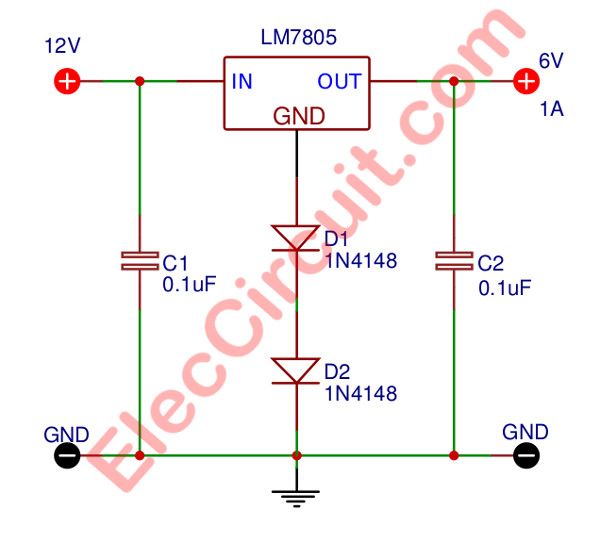 LM7805
12V
6V
IN
OUT
1A
GND
D1
1N4148
C1
0.1uF
C2
0.1uF
D2
1N4148
GND
GND
ElecCircuit.com